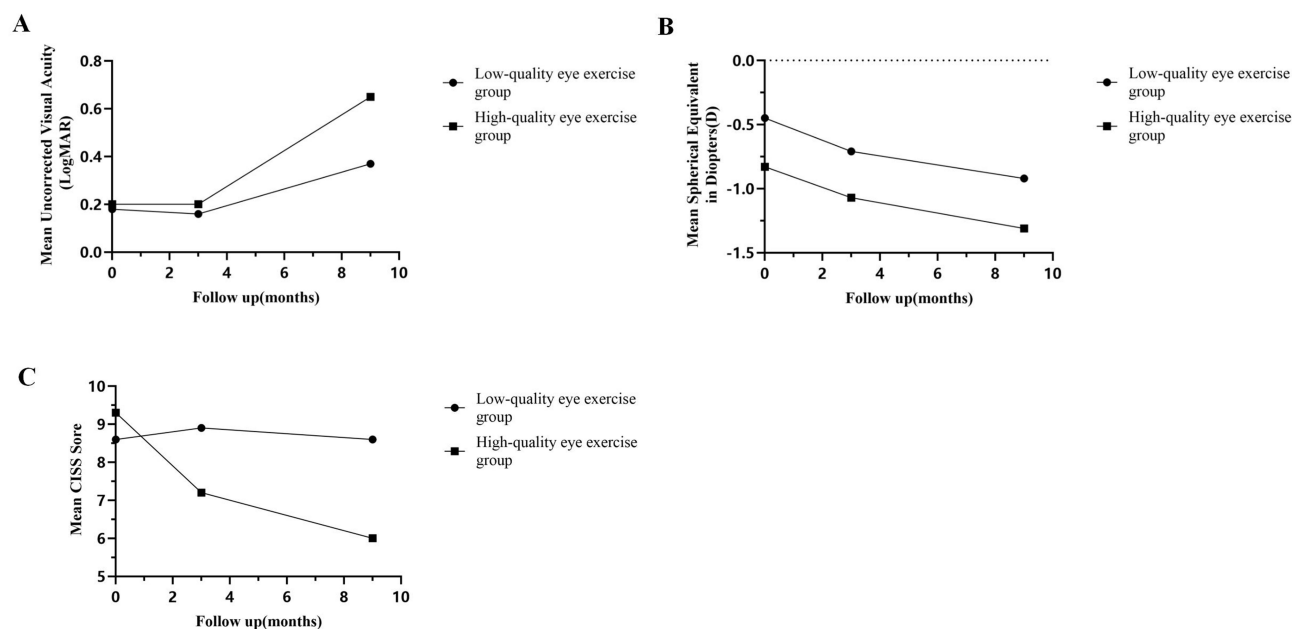 A
Mean Uncorrected Visual Acuity
(LogMAR)
0.8
0.6
0.4
0.2
0.0
0 2 4 6 8 10
Follow up(months)
Low-quality eye exercise
group
High-quality eye exercise
group
B
Mean Spherical Equivalent
in Diopters(D)
0.0
-0.5
-1.0
-1.5
0 2 4 6 8 10
Follow up(months)
Low-quality eye exercise
group
High-quality eye exercise
group
C
Mean CISS Sore
10
9
8
7
6
5
0 2 4 6 8 10
Follow up(months)
Low-quality eye exercise
group
High-quality eye exercise
group